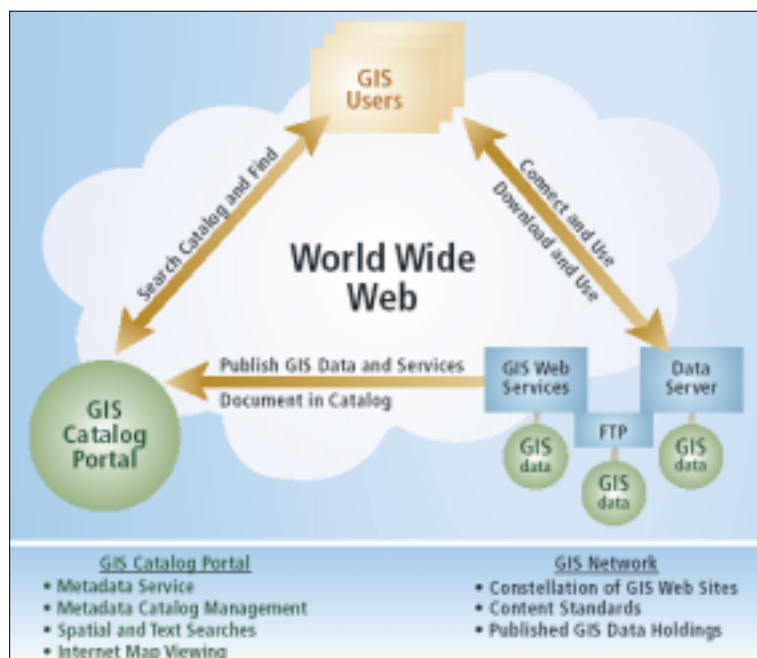 GIS
Users
Search Catalog and Find
Connect and Use
Download and Use
World Wide
Web
Publish GIS Data and Services
Document in Catalog
GIS
Catalog
Portal
GIS Web
Services
Data
Server
FTP
GIS
data
GIS
data
GIS
data
GIS Catalog Portal
• Metadata Service
• Metadata Catalog Management
• Spatial and Text Searches
• Internet Map Viewing
GIS Network
• Constellation of GIS Web Sites
• Content Standards
• Published GIS Data Holdings